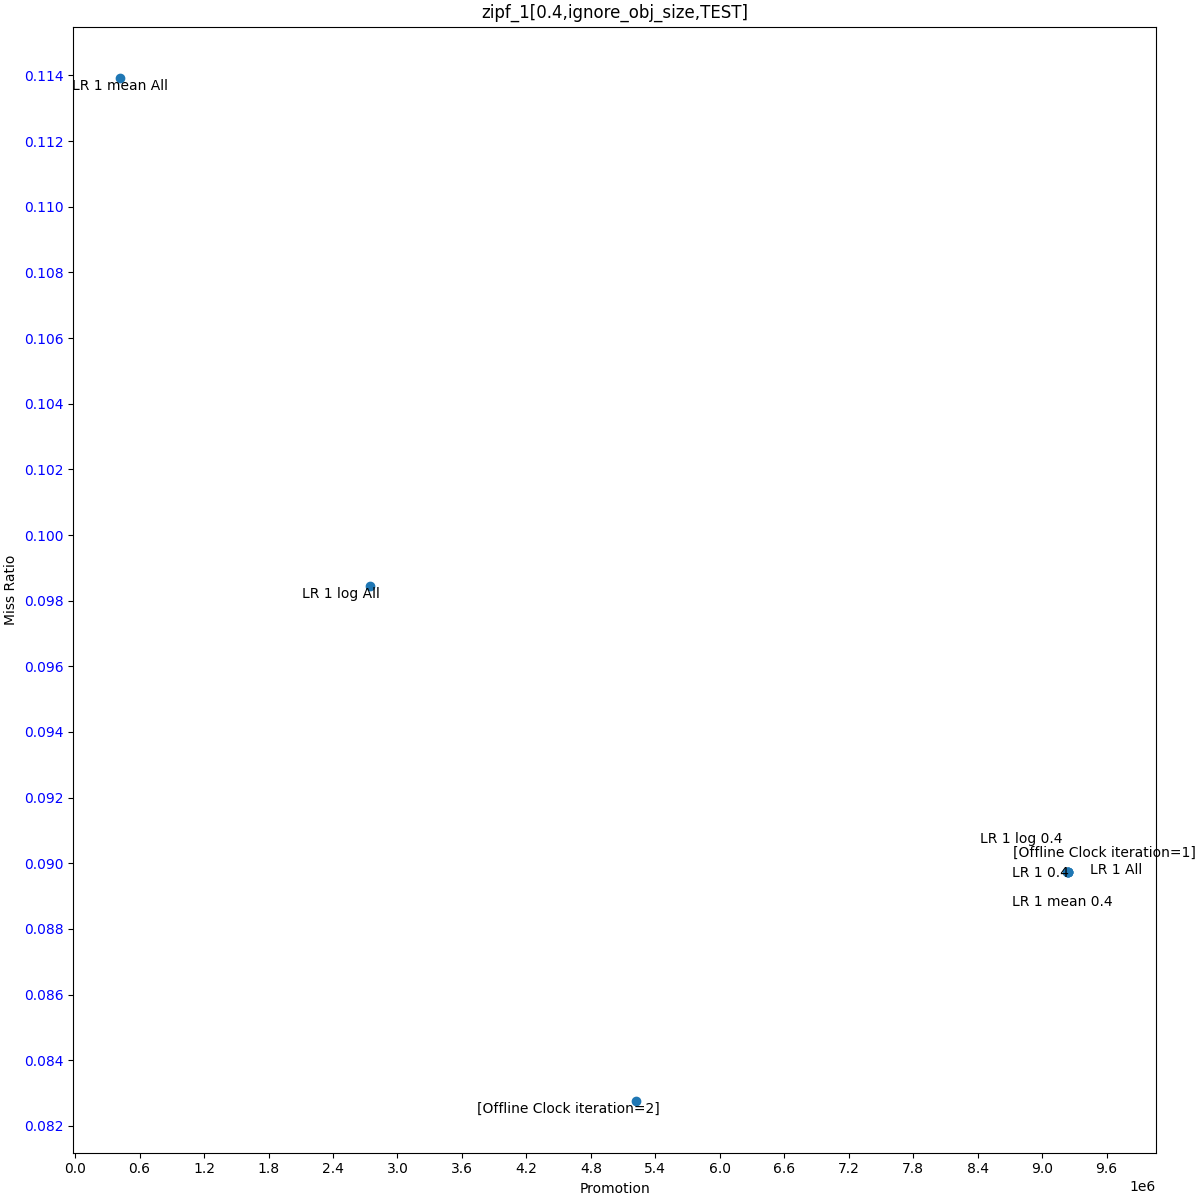 zipf_1[0.4,ignore_obj_size,TEST]
0.114
LR 1 mean All
0.112
0.110
0.108
0.106
0.104
0.102
0.100
Miss Ratio
LR 1 log All
0.098
0.096
0.094
0.092
LR 1 log 0.4
[Offline Clock iteration=1]
0.090
LR 1 All
LR 1 0.4
LR 1 mean 0.4
0.088
0.086
0.084
[Offline Clock iteration=2]
0.082
0.0 0.6 1.2 1.8 2.4 3.0 3.6 4.2 4.8 5.4 6.0 6.6 7.2 7.8 8.4 9.0 9.6
1e6
Promotion